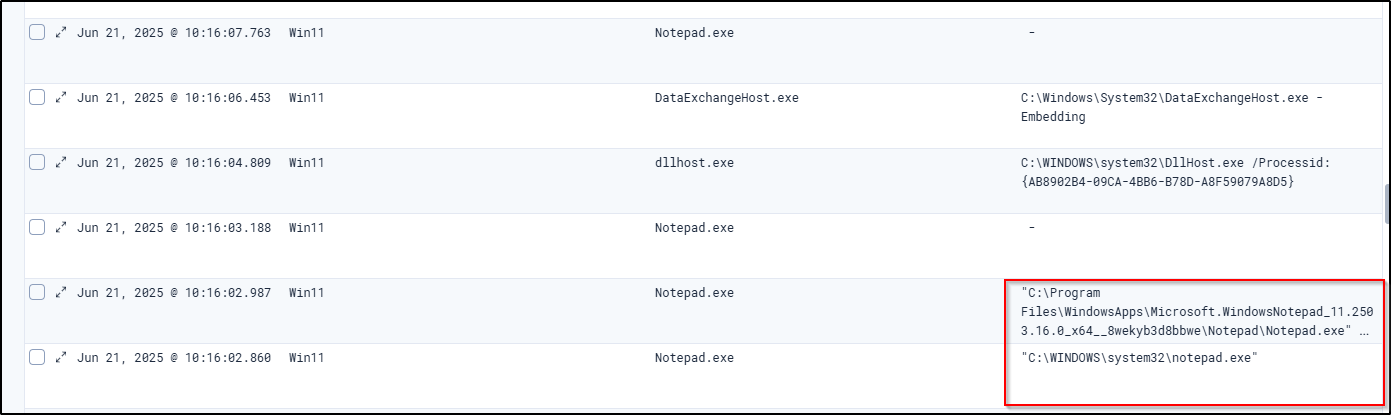 Jun 21, 2025 @ 10:16:07.763 Win11 Notepad.exe -
Jun 21, 2025 @ 10:16:06.453 Win11 DataExchangeHost.exe C:\Windows\System32\DataExchangeHost.exe -
Embedding
Jun 21, 2025 @ 10:16:04.809 Win11 dllhost.exe C:\WINDOWS\system32\DllHost.exe /Processid:
{AB8902B4-09CA-4BB6-B78D-A8F59079A8D5}
Jun 21, 2025 @ 10:16:03.188 Win11 Notepad.exe -
Jun 21, 2025 @ 10:16:02.987 Win11 Notepad.exe "C:\Program
Files\WindowsApps\Microsoft.WindowsNotepad_11.250
3.16.0_x64__8wekyb3d8bbwe\Notepad\Notepad.exe" ...
Jun 21, 2025 @ 10:16:02.860 Win11 Notepad.exe "C:\WINDOWS\system32\notepad.exe"